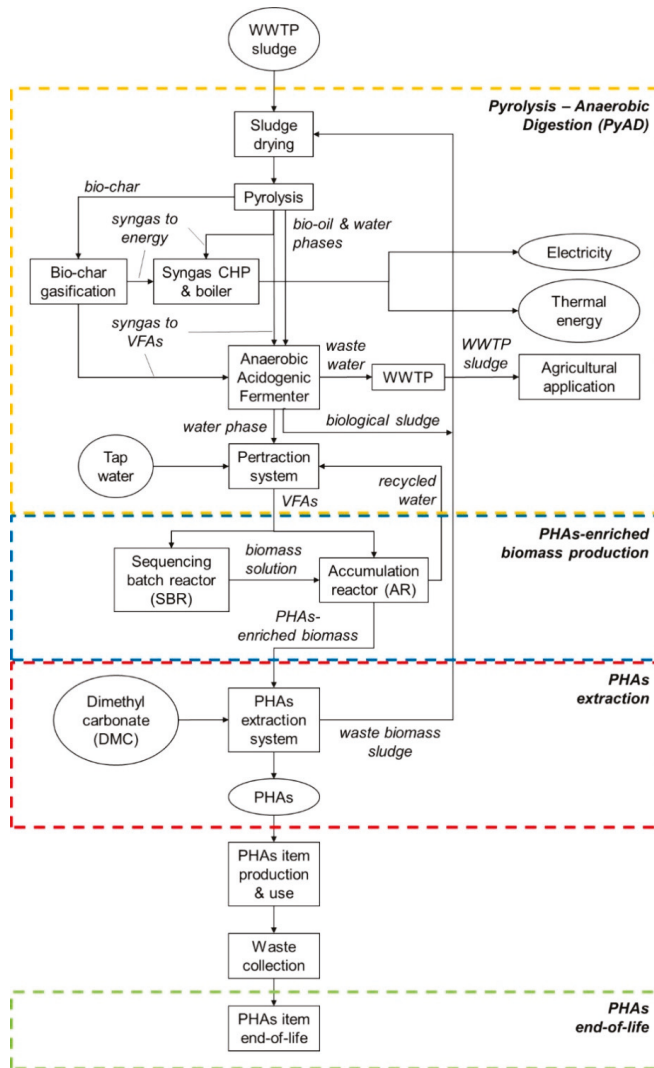 WWTP
sludge
Pyrolysis – Anaerobic
Digestion (PyAD)
Sludge
drying
bio-char
Pyrolysis
syngas to
energy
bio-oil & water
phases
Bio-char
gasification
Syngas CHP
& boiler
Electricity
Thermal
energy
syngas to
VFAs
Anaerobic
Acidogenic
Fermenter
waste
water
WWTP
WWTP
sludge
Agricultural
application
water phase
biological sludge
Tap
water
Pertraction
system
recycled
water
VFAs
PHAs-enriched
biomass production
Sequencing
batch reactor
(SBR)
biomass
solution
Accumulation
reactor (AR)
PHAs-
enriched biomass
PHAs
extraction
Dimethyl
carbonate
(DMC)
PHAs
extraction
system
waste biomass
sludge
PHAs
PHAs item
production
& use
Waste
collection
PHAs
end-of-life
PHAs item
end-of-life